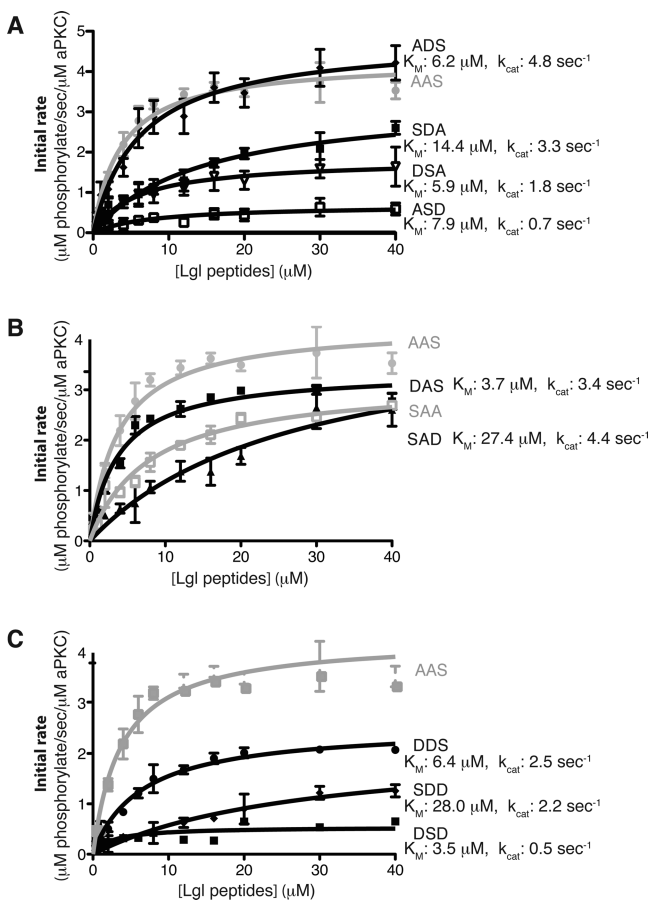 A
Initial rate
(μM phosphorylate/sec/μM aPKC)
5
4
3
2
1
0
0
10
20
30
40
[Lgl peptides] (μM)
ADS
KM: 6.2 μM, kcat: 4.8 sec-1
AAS
SDA
KM: 14.4 μM, kcat: 3.3 sec-1
DSA
KM: 5.9 μM, kcat: 1.8 sec-1
ASD
KM: 7.9 μM, kcat: 0.7 sec-1
B
Initial rate
(μM phosphorylate/sec/μM aPKC)
4
3
2
1
0
0
10
20
30
40
[Lgl peptides] (μM)
AAS
DAS KM: 3.7 μM, kcat: 3.4 sec-1
SAA
SAD KM: 27.4 μM, kcat: 4.4 sec-1
C
Initial rate
(μM phosphorylate/sec/μM aPKC)
4
3
2
1
0
0
10
20
30
40
[Lgl peptides] (μM)
AAS
DDS
KM: 6.4 μM, kcat: 2.5 sec-1
SDD
KM: 28.0 μM, kcat: 2.2 sec-1
DSD
KM: 3.5 μM, kcat: 0.5 sec-1